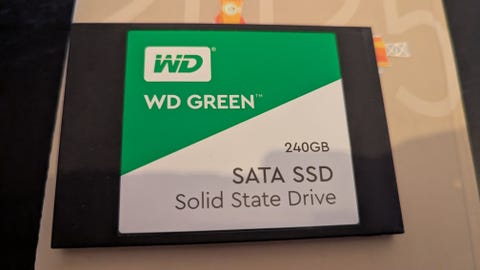 WD
WD GREEN™
240GB
SATA SSD
Solid State Drive